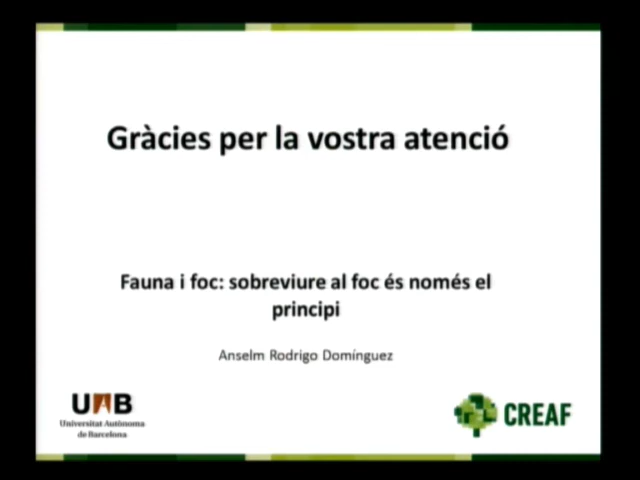 Gràcies per la vostra atenció
Fauna i foc: sobreviure al foc és només el
principi
Anselm Rodrigo Domínguez
UAB
Universitat Autònoma
de Barcelona
CREAF